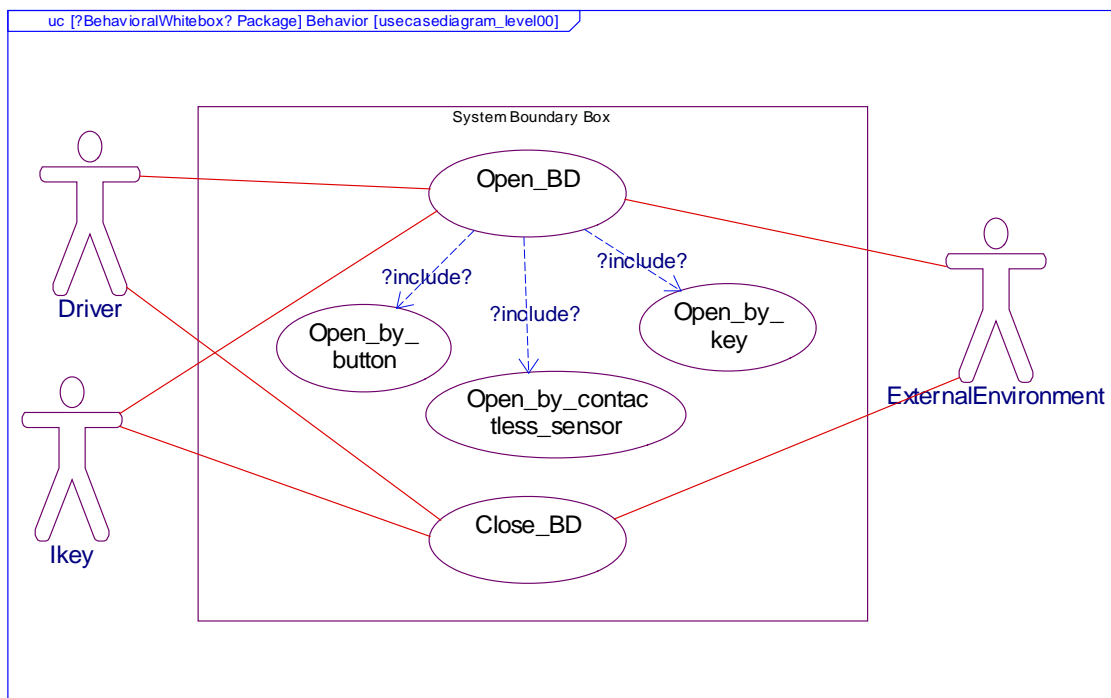 uc [?BehavioralWhitebox? Package] Behavior [usecasediagram_level00]
System Boundary Box
Open_BD
?include?
?include?
?include?
Open_by_
button
Open_by_
key
Open_by_contac
tless_sensor
Close_BD
Driver
Ikey
ExternalEnvironment